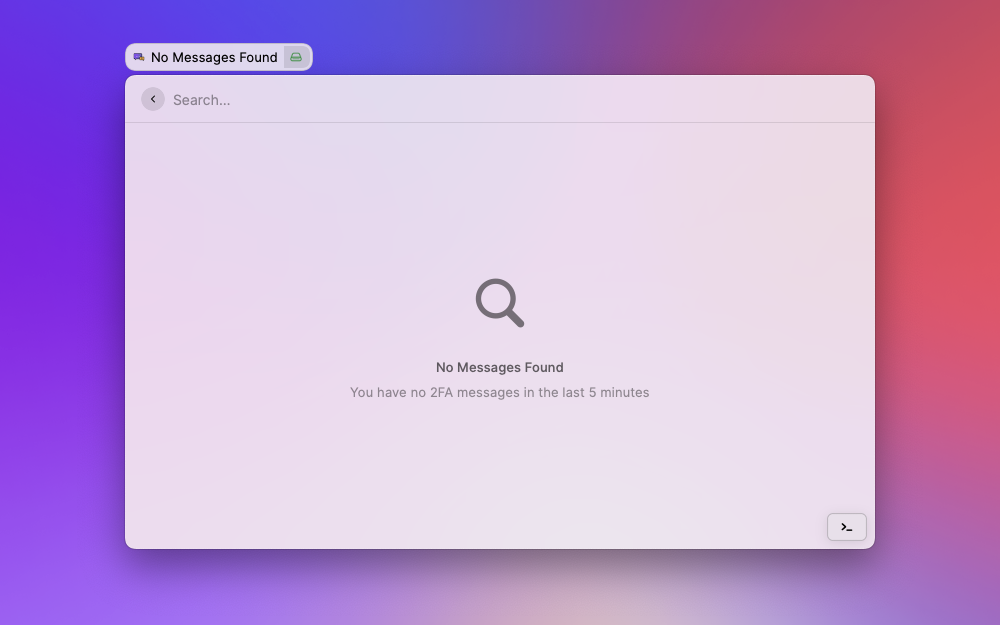 No Messages Found
Search...
No Messages Found
You have no 2FA messages in the last 5 minutes